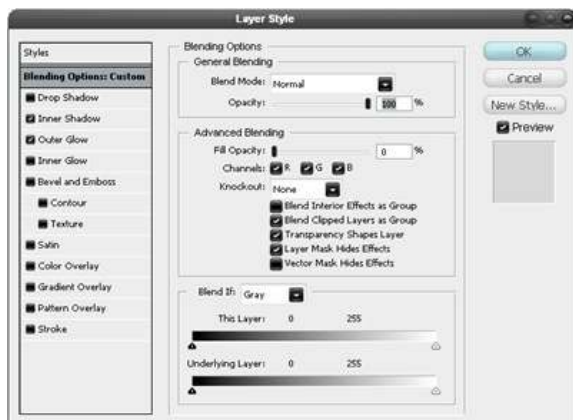 Layer Style
Styles
Blending Options: Custom
Drop Shadow
Inner Shadow
Outer Glow
Inner Glow
Bevel and Emboss
Contour
Texture
Satin
Color Overlay
Gradient Overlay
Pattern Overlay
Stroke
Blending Options
General Blending
Blend Mode: Normal
Opacity: 100 %
Advanced Blending
Fill Opacity: 0 %
Channels: R G B
Knockout: None
Blend Interior Effects as Group
Blend Clipped Layers as Group
Transparency Shapes Layer
Layer Mask Hides Effects
Vector Mask Hides Effects
Blend If: Gray
This Layer: 0 255
Underlying Layer: 0 255
OK
Cancel
New Style...
Preview